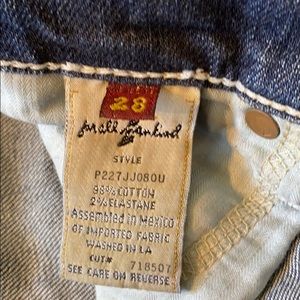 28
for all mankind
STYLE
P227JJ080U
98% COTTON
2% ELASTANE
Assembled in Mexico
OF IMPORTED FABRIC
WASHED IN LA
CUT# 718507
SEE CARE ON REVERSE